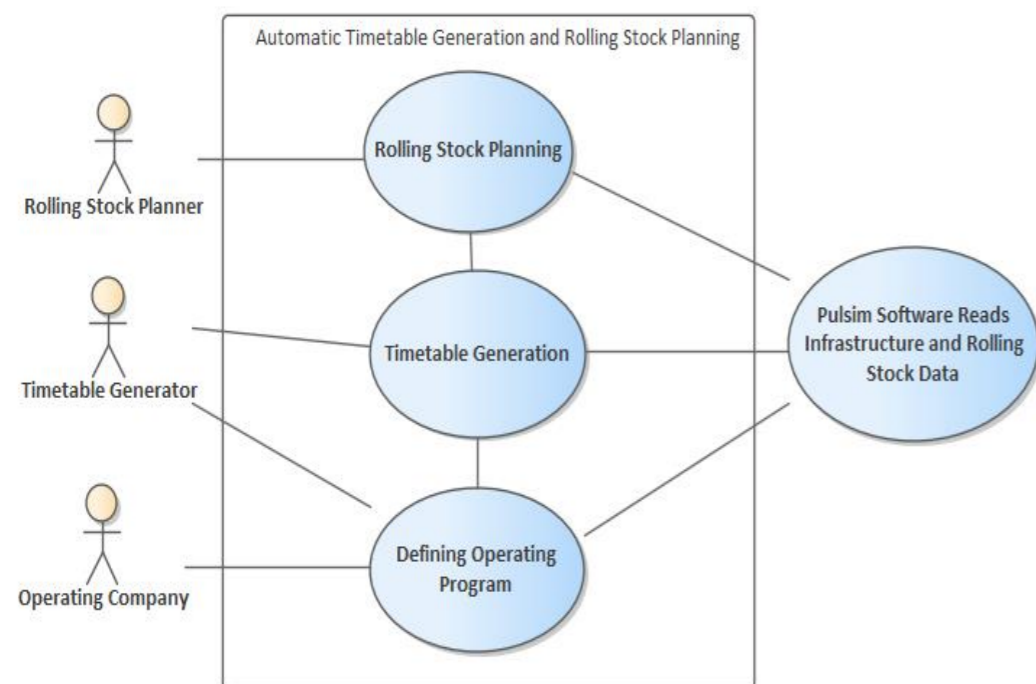 Automatic Timetable Generation and Rolling Stock Planning
Rolling Stock Planning
Rolling Stock Planner
Timetable Generation
Timetable Generator
Pulsim Software Reads
Infrastructure and Rolling
Stock Data
Defining Operating
Program
Operating Company